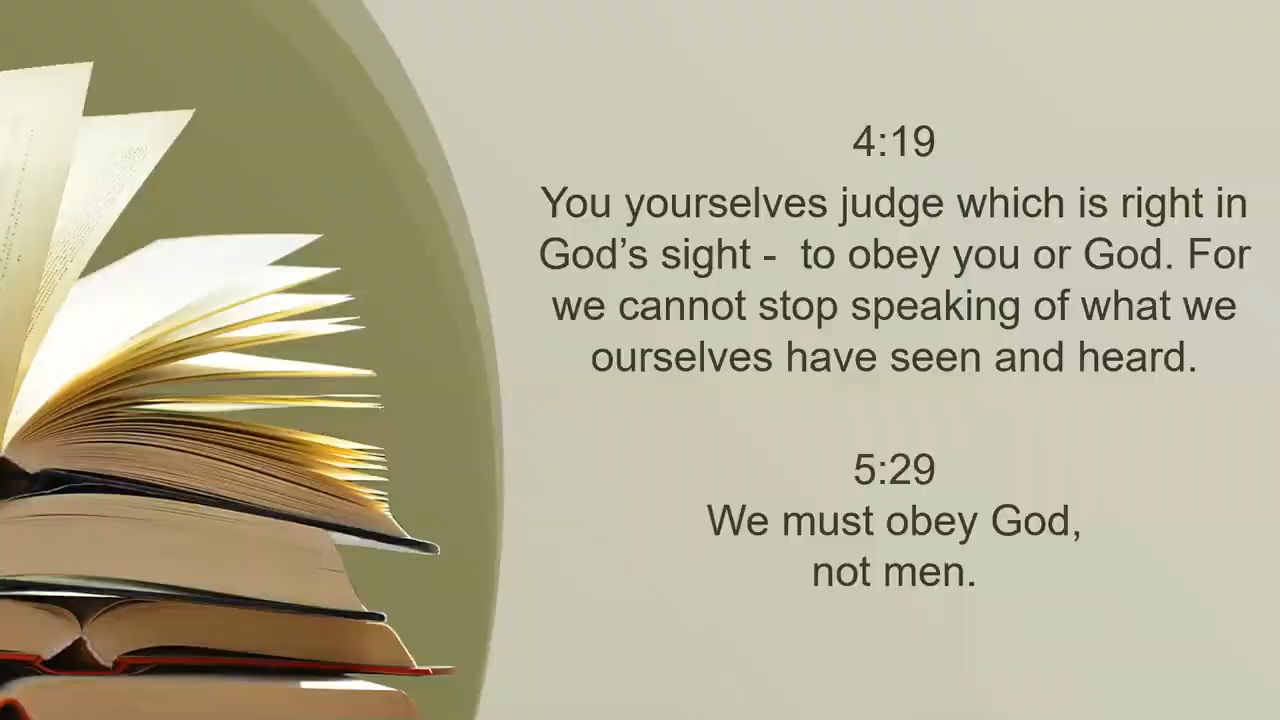 4:19
You yourselves judge which is right in
God’s sight -  to obey you or God. For
we cannot stop speaking of what we
ourselves have seen and heard.
5:29
We must obey God,
not men.